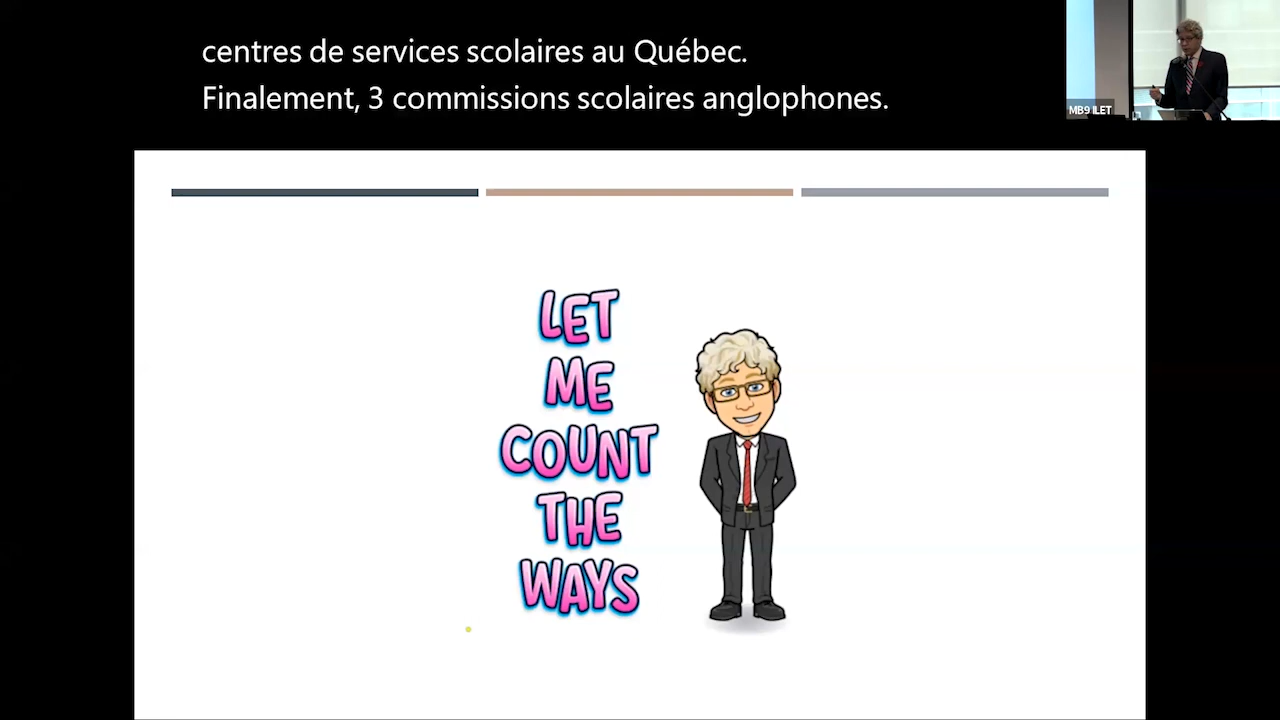 centres de services scolaires au Québec.
Finalement, 3 commissions scolaires anglophones.
MB9 ILET
LET
ME
COUNT
THE
WAYS